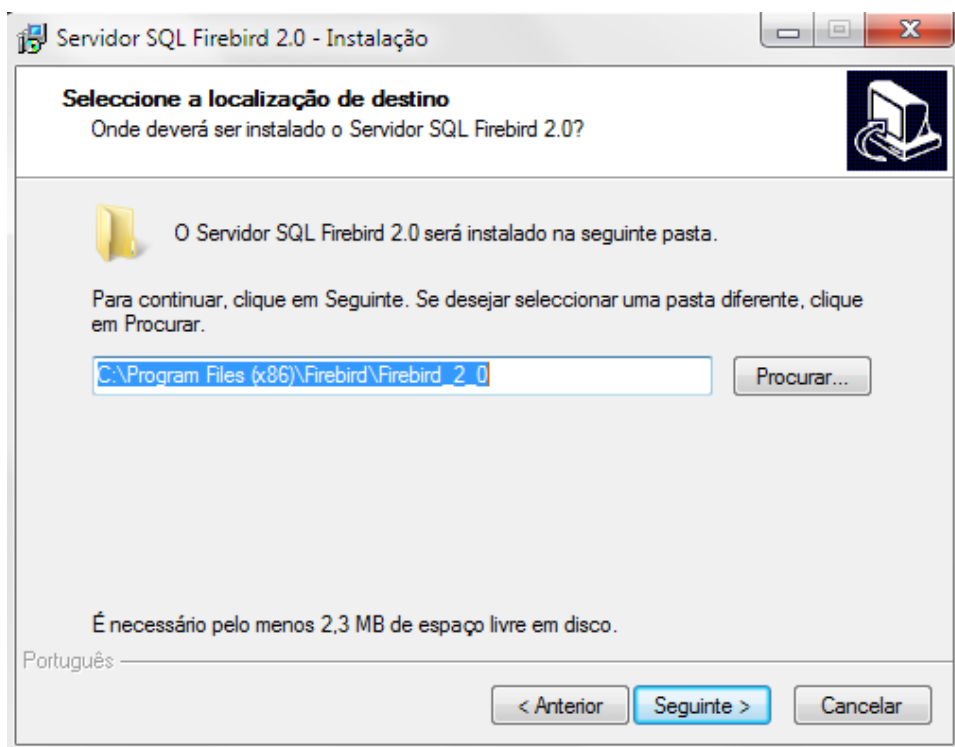 Servidor SQL Firebird 2.0 - Instalação
Seleccione a localização de destino
Onde deverá ser instalado o Servidor SQL Firebird 2.0?
O Servidor SQL Firebird 2.0 será instalado na seguinte pasta.
Para continuar, clique em Seguinte. Se desejar seleccionar uma pasta diferente, clique
em Procurar.
C:\Program Files (x86)\Firebird\Firebird_2_0
Procurar...
É necessário pelo menos 2,3 MB de espaço livre em disco.
Português
< Anterior
Seguinte >
Cancelar